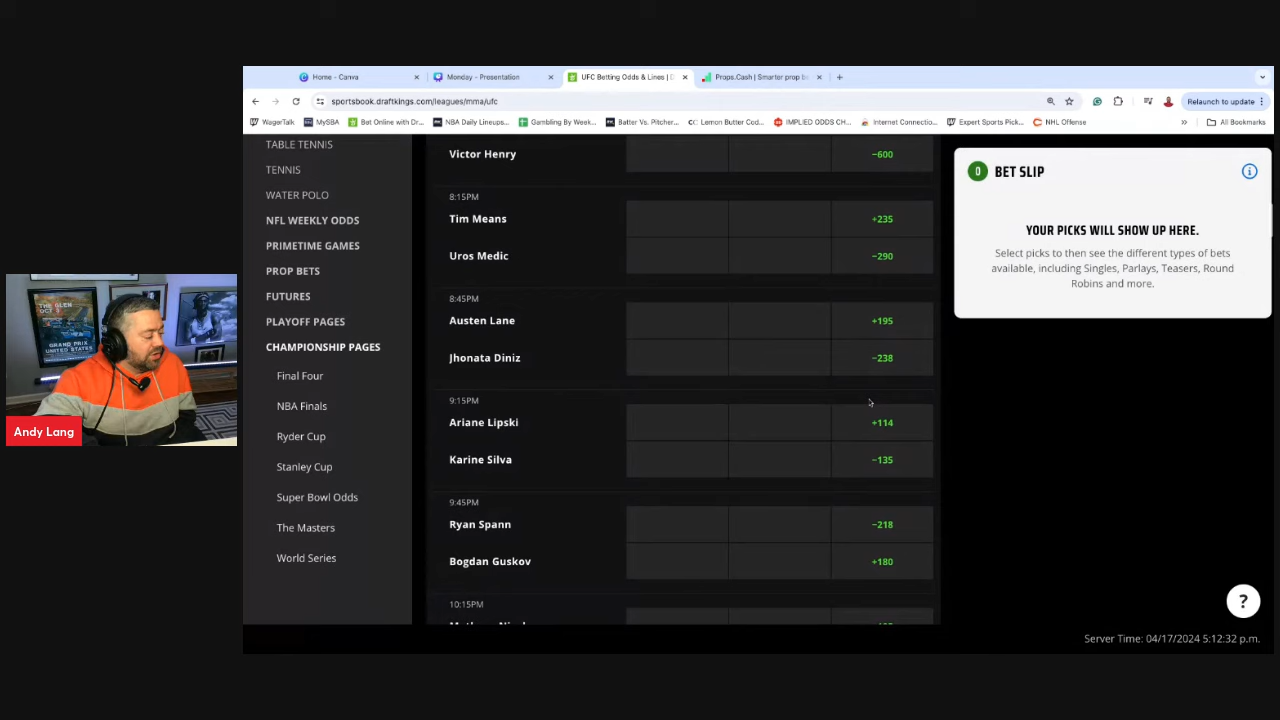 Home - Canva
Monday - Presentation
UFC Betting Odds & Lines | D
Props.Cash | Smarter prop b
sportsbook.draftkings.com/leagues/mma/ufc
Relaunch to update
WagerTalk
MySBA
Bet Online with Dr...
NBA Daily Lineups...
Gambling By Week...
Batter Vs. Pitcher...
Lemon Butter Cod...
IMPLIED ODDS CH...
Internet Connectio...
Expert Sports Pick...
NHL Offense
All Bookmarks
TABLE TENNIS
TENNIS
WATER POLO
NFL WEEKLY ODDS
PRIMETIME GAMES
PROP BETS
FUTURES
PLAYOFF PAGES
CHAMPIONSHIP PAGES
Final Four
NBA Finals
Ryder Cup
Stanley Cup
Super Bowl Odds
The Masters
World Series
Victor Henry −600
8:15PM
Tim Means +235
Uros Medic −290
8:45PM
Austen Lane +195
Jhonata Diniz −238
9:15PM
Ariane Lipski +114
Karine Silva −135
9:45PM
Ryan Spann −218
Bogdan Guskov +180
10:15PM
0 BET SLIP
YOUR PICKS WILL SHOW UP HERE.
Select picks to then see the different types of bets
available, including Singles, Parlays, Teasers, Round
Robins and more.
?
Server Time: 04/17/2024 5:12:32 p.m.
THE GLEN
OCT 3
GRAND PRIX
UNITED STATES
Andy Lang